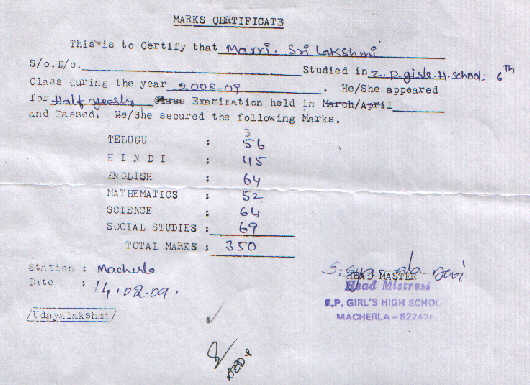 MARKS CERTIFICATE
This is to Certify that Marri. Sri Lakshmi
S/o.D/o. Studied in Z.P. girls. H. School. 6th
Class during the year 2008-09. He/She appeared
for Half yearly Examination held in March/April
and Passed. He/She secured the following Marks.
TELUGU : 56
HINDI : 45
ENGLISH : 64
MATHEMATICS : 52
SCIENCE : 64
SOCIAL STUDIES : 69
TOTAL MARKS : 350
Station : Macherla
Date : 14.02.09.
HEAD MASTER
Head Mistress
Z.P. GIRL'S HIGH SCHOOL
MACHERLA - 522426
/Udayalakshmi/